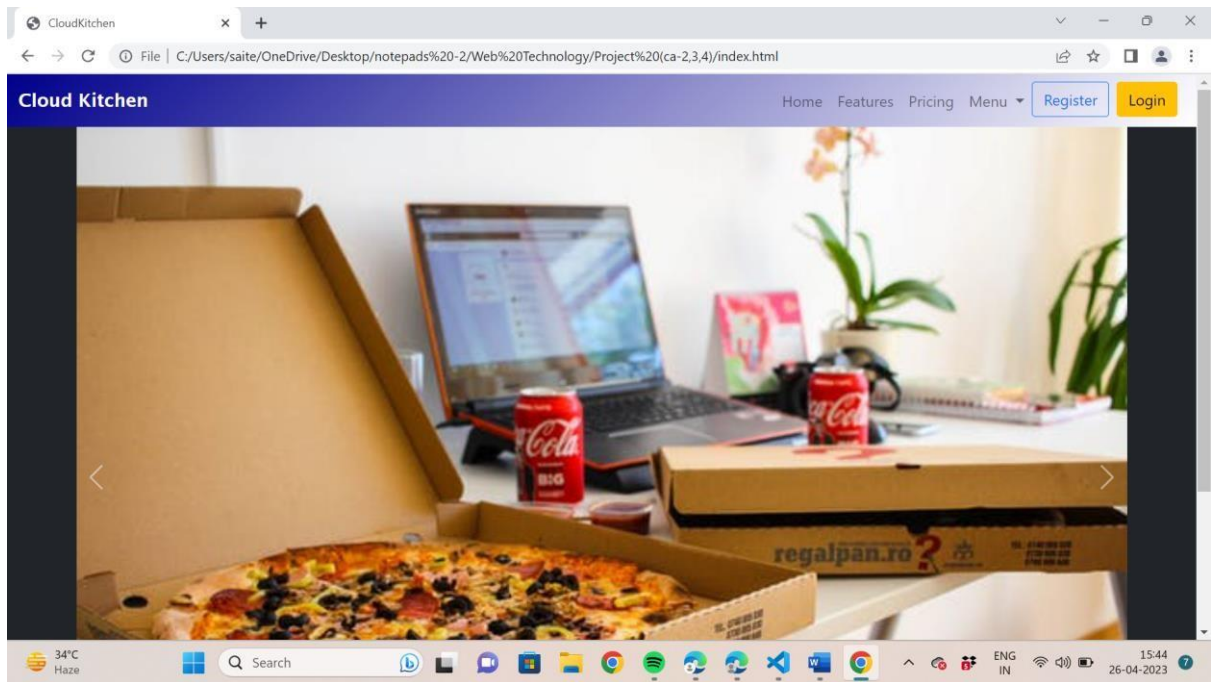 CloudKitchen
File | C:/Users/saite/OneDrive/Desktop/notepads%20-2/Web%20Technology/Project%20(ca-2,3,4)/index.html
Cloud Kitchen Home Features Pricing Menu Register Login
Coca Cola
BIG
regalpan.ro?
34°C
Haze
Search
ENG
IN
15:44
26-04-2023
7